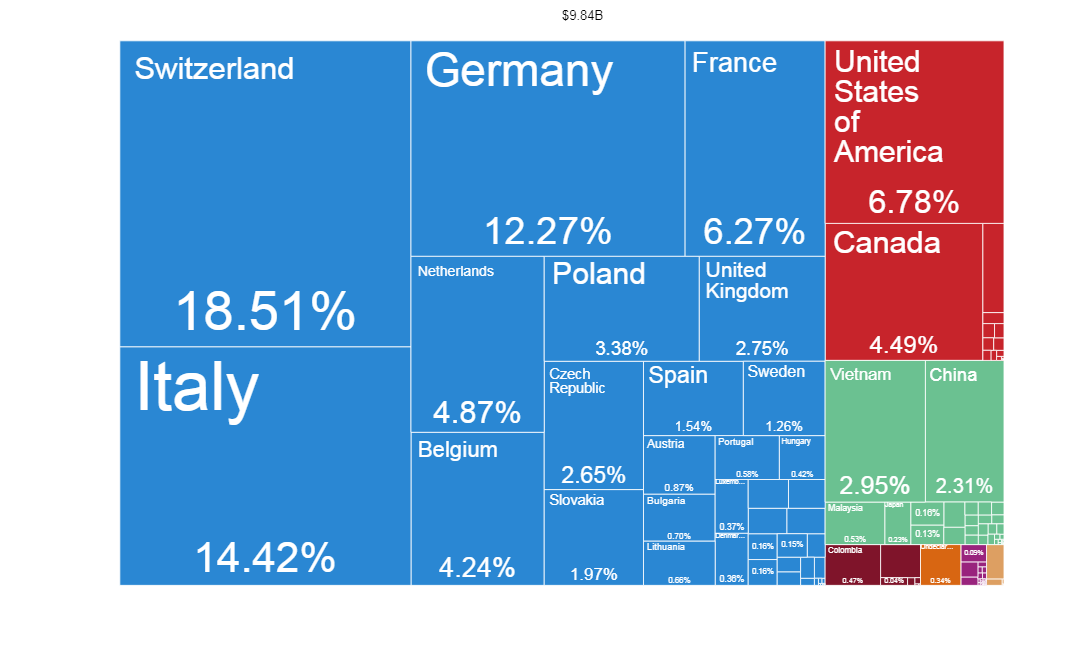 $9.84B
Switzerland
18.51%
Italy
14.42%
Germany
12.27%
France
6.27%
Netherlands
4.87%
Belgium
4.24%
Poland
3.38%
United
Kingdom
2.75%
Czech
Republic
2.65%
Slovakia
1.97%
Spain
1.54%
Sweden
1.26%
Austria
0.87%
Bulgaria
0.70%
Lithuania
0.66%
Portugal
0.58%
Hungary
0.42%
0.37%
0.36%
0.16%
0.15%
0.16%
United
States
of
America
6.78%
Canada
4.49%
Vietnam
2.95%
China
2.31%
Malaysia
0.53%
Japan
0.23%
0.16%
0.13%
Colombia
0.47%
0.04%
0.34%
0.09%